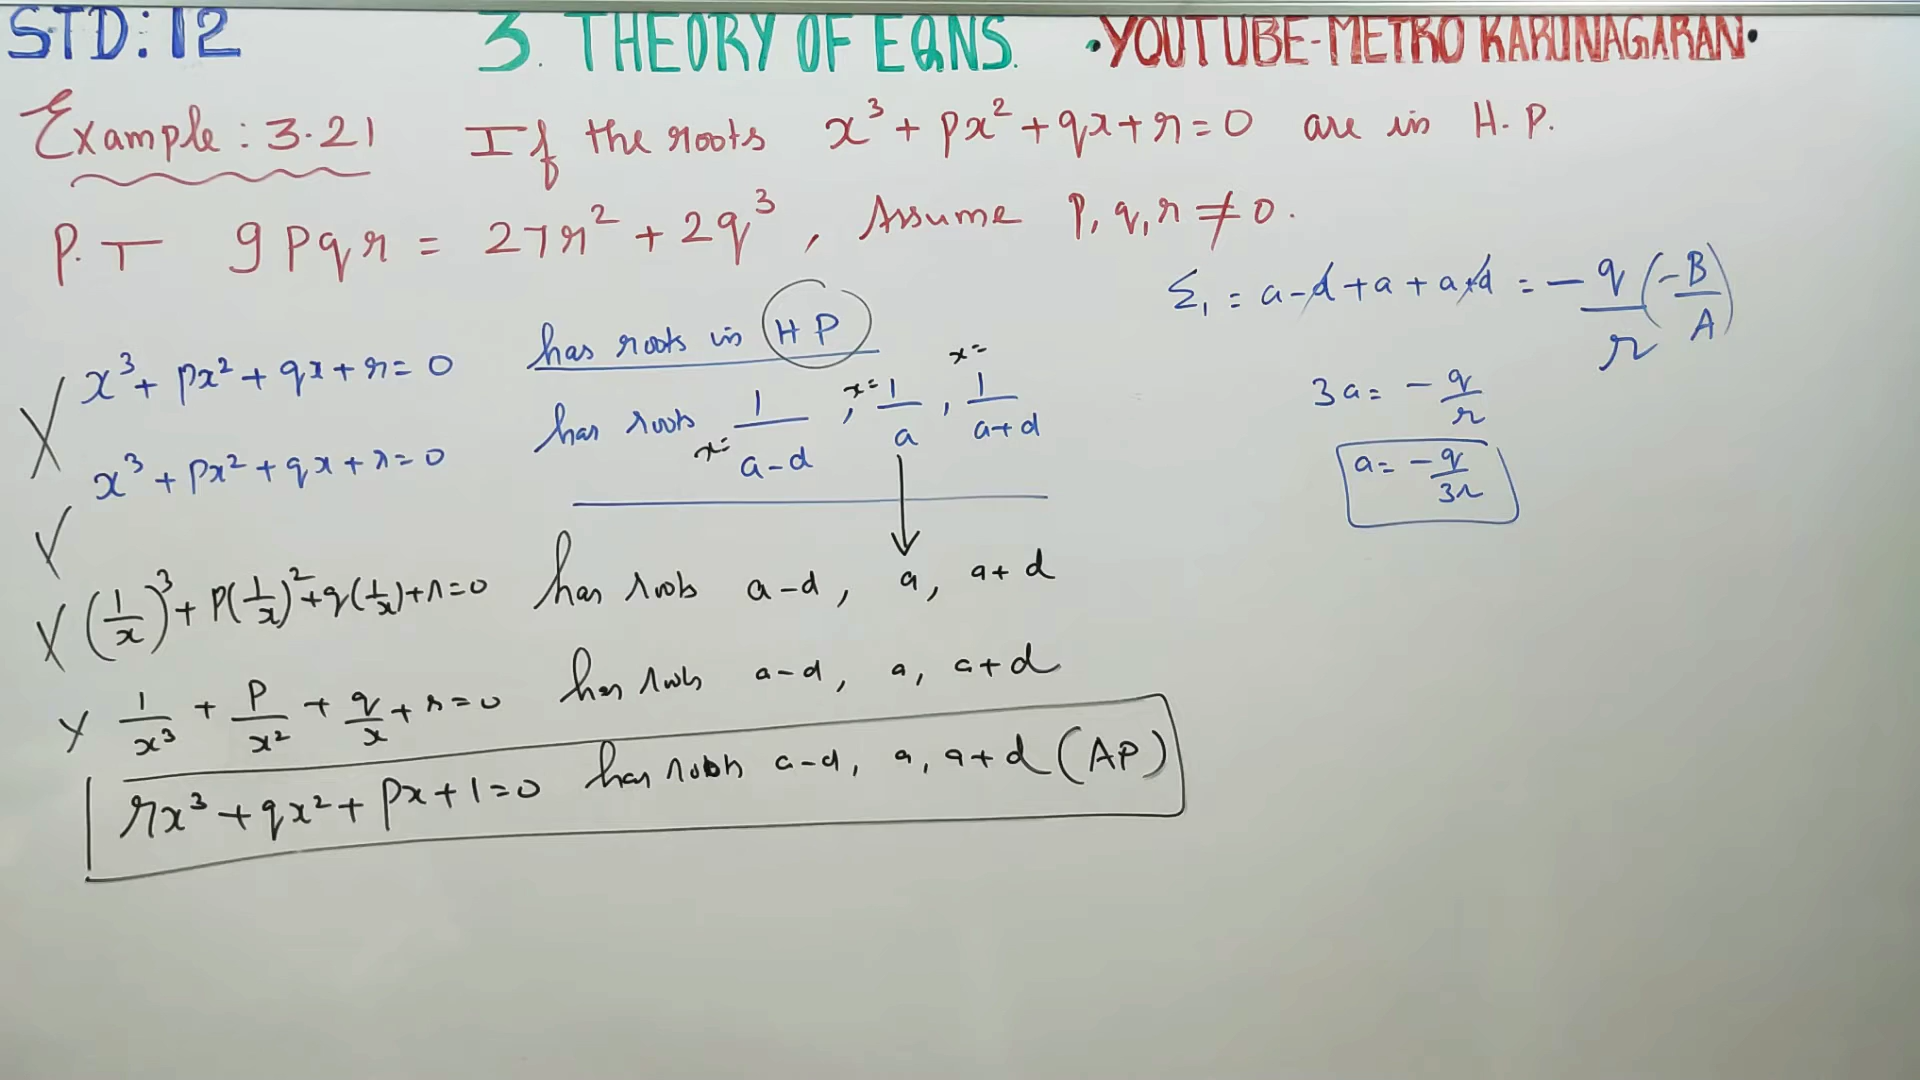 STD: 12 3. THEORY OF EQNS. •YOUTUBE-METRO KARUNAGARAN•
Example: 3.21 If the roots x³ + px² + qx + r = 0 are in H.P.
P.T 9pqr = 27r² + 2q³, Assume p, q, r ≠ 0.
x³ + px² + qx + r = 0 has roots in HP
x³ + px² + qx + r = 0 has roots x= 1/(a-d), x= 1/a, x= 1/(a+d)
(1/x)³ + p(1/x)² + q(1/x) + r = 0 has roots a-d, a, a+d
1/x³ + p/x² + q/x + r = 0 has roots a-d, a, a+d
rx³ + qx² + px + 1 = 0 has roots a-d, a, a+d (AP)
Σ₁ = a-d + a + a+d = -q/r (-B/A)
3a = -q/r
a = -q/3r